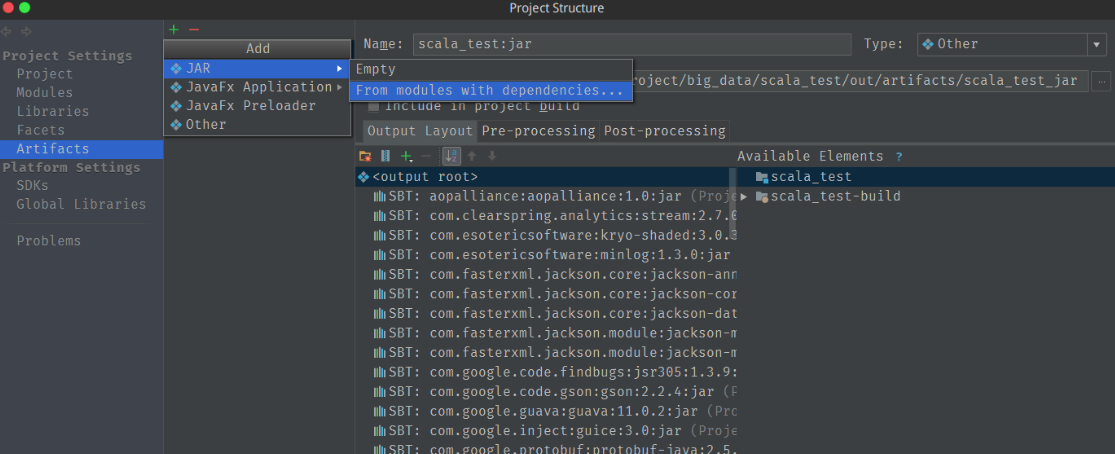 Project Structure
Project Settings
Project
Modules
Libraries
Facets
Artifacts
Platform Settings
SDKs
Global Libraries
Problems
Add
JAR
JavaFx Application
JavaFx Preloader
Other
Empty
From modules with dependencies...
Name: scala_test:jar Type: Other
roject/big_data/scala_test/out/artifacts/scala_test_jar ...
Include in project build
Output Layout Pre-processing Post-processing
<output root>
SBT: aopalliance:aopalliance:1.0:jar (Proje
SBT: com.clearspring.analytics:stream:2.7.0
SBT: com.esotericsoftware:kryo-shaded:3.0.3
SBT: com.esotericsoftware:minlog:1.3.0:jar
SBT: com.fasterxml.jackson.core:jackson-ann
SBT: com.fasterxml.jackson.core:jackson-cor
SBT: com.fasterxml.jackson.core:jackson-dat
SBT: com.fasterxml.jackson.module:jackson-m
SBT: com.fasterxml.jackson.module:jackson-m
SBT: com.google.code.findbugs:jsr305:1.3.9:
SBT: com.google.code.gson:gson:2.2.4:jar (P
SBT: com.google.guava:guava:11.0.2:jar (Pro
SBT: com.google.inject:guice:3.0:jar (Proje
SBT: com.google.protobuf:protobuf-java:2.5.
Available Elements ?
scala_test
scala_test-build